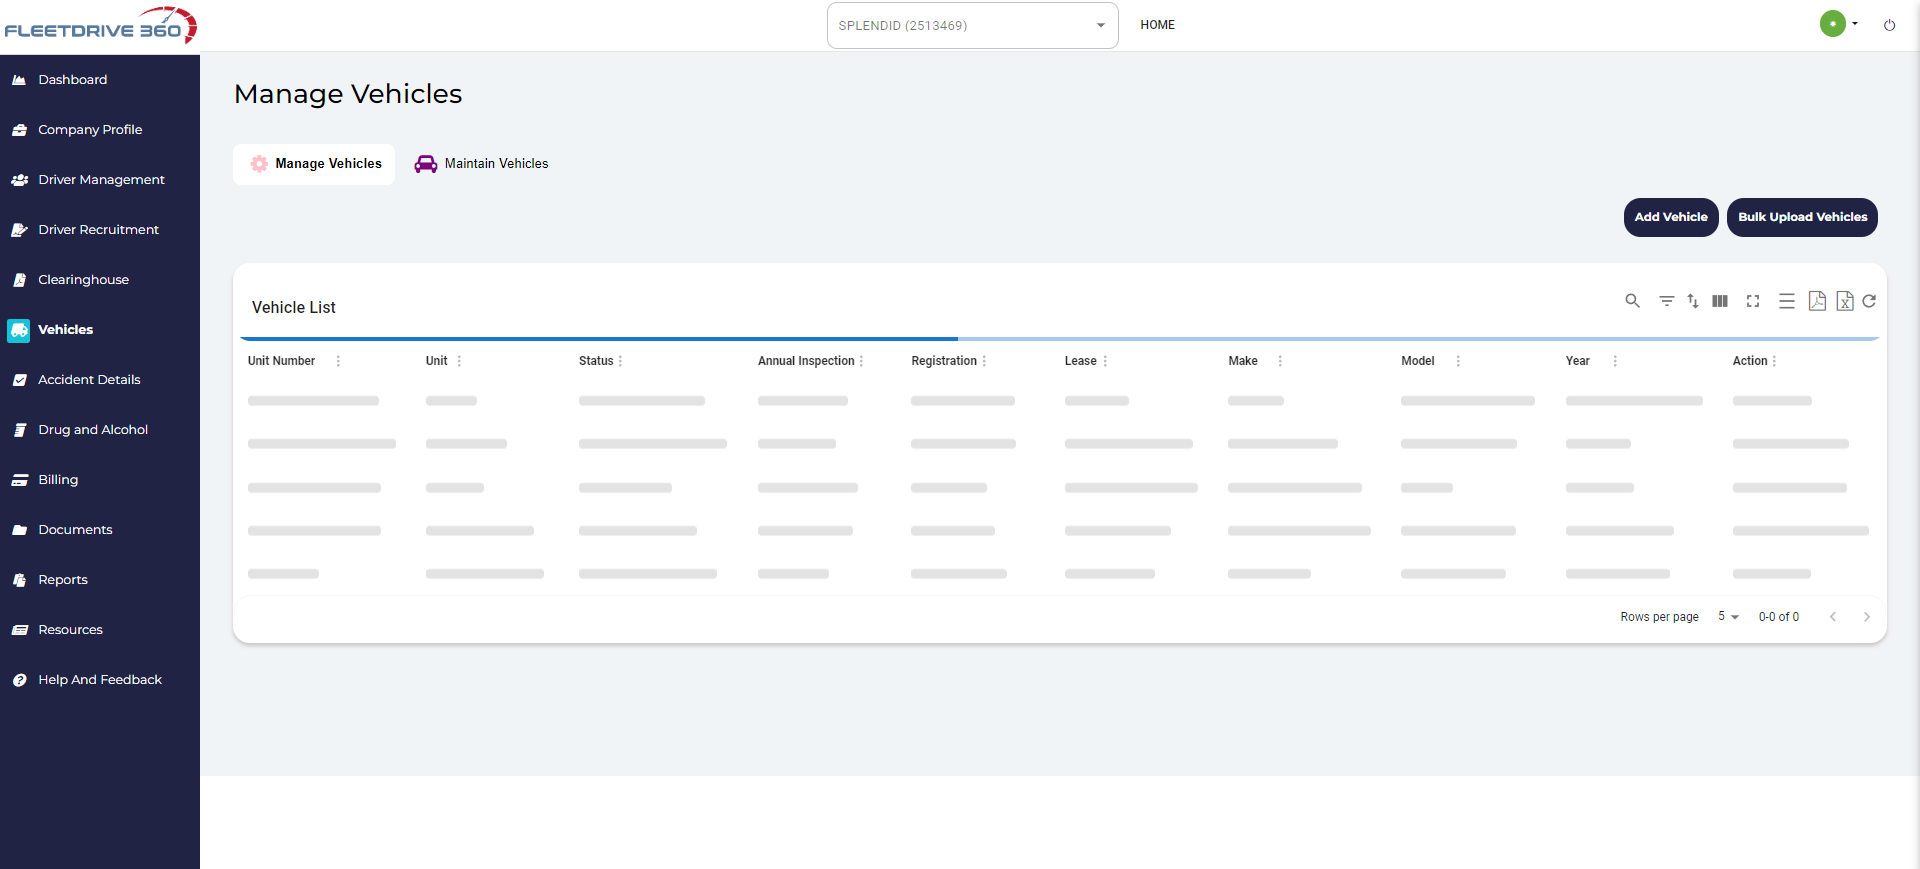 FLEETDRIVE 360
SPLENDID (2513469)
HOME
Dashboard
Company Profile
Driver Management
Driver Recruitment
Clearinghouse
Vehicles
Accident Details
Drug and Alcohol
Billing
Documents
Reports
Resources
Help And Feedback
Manage Vehicles
Manage Vehicles
Maintain Vehicles
Add Vehicle
Bulk Upload Vehicles
Vehicle List
Unit Number Unit Status Annual Inspection Registration Lease Make Model Year Action
Rows per page 5 0-0 of 0